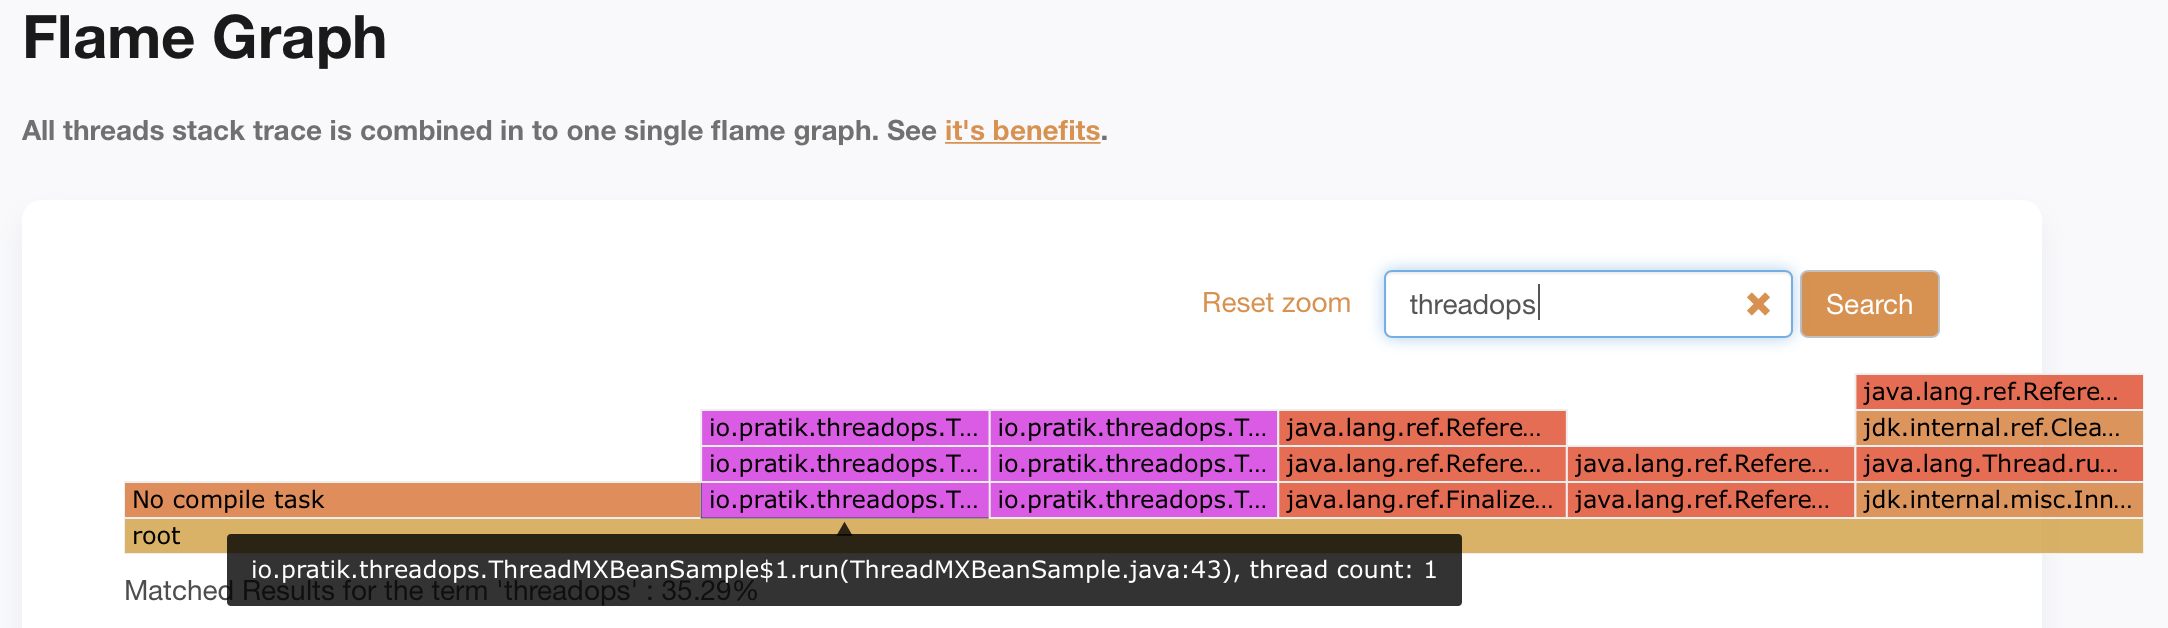 Flame Graph
All threads stack trace is combined in to one single flame graph. See it's benefits.
Reset zoom threadops Search
java.lang.ref.Refere...
io.pratik.threadops.T... io.pratik.threadops.T... java.lang.ref.Refere... jdk.internal.ref.Clea...
io.pratik.threadops.T... io.pratik.threadops.T... java.lang.ref.Refere... java.lang.ref.Refere... java.lang.Thread.ru...
No compile task io.pratik.threadops.T... io.pratik.threadops.T... java.lang.ref.Finalize... java.lang.ref.Refere... jdk.internal.misc.Inn...
root
io.pratik.threadops.ThreadMXBeanSample$1.run(ThreadMXBeanSample.java:43), thread count: 1
Matched Results for the term 'threadops' : 35.29%